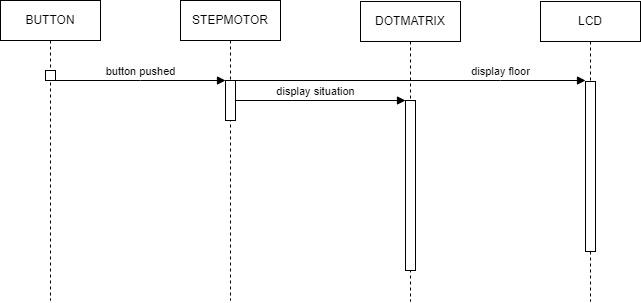 BUTTON
STEPMOTOR
DOTMATRIX
LCD
button pushed
display floor
display situation